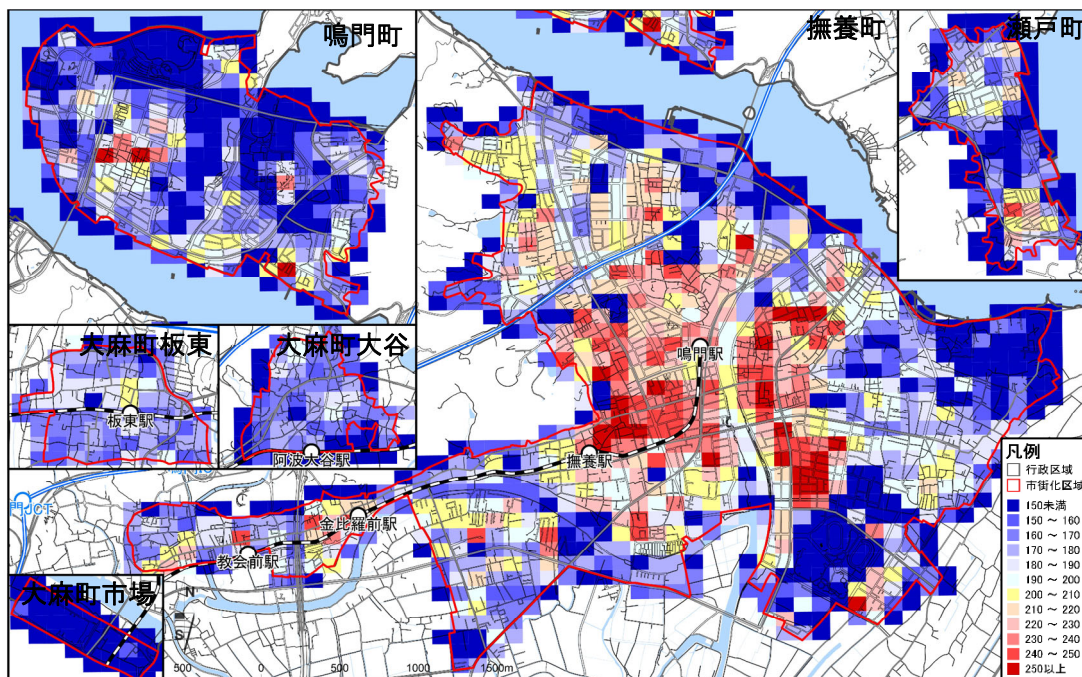 鳴門町
撫養町
瀬戸町
鳴門駅
大麻町板東
大麻町大谷
板東駅
阿波大谷駅
撫養駅
金比羅前駅
教会前駅
門JCT
大麻町市場
N
S
500 0 500 1000 1500m
凡例
行政区域
市街化区域
150未満
150 ～ 160
160 ～ 170
170 ～ 180
180 ～ 190
190 ～ 200
200 ～ 210
210 ～ 220
220 ～ 230
230 ～ 240
240 ～ 250
250以上